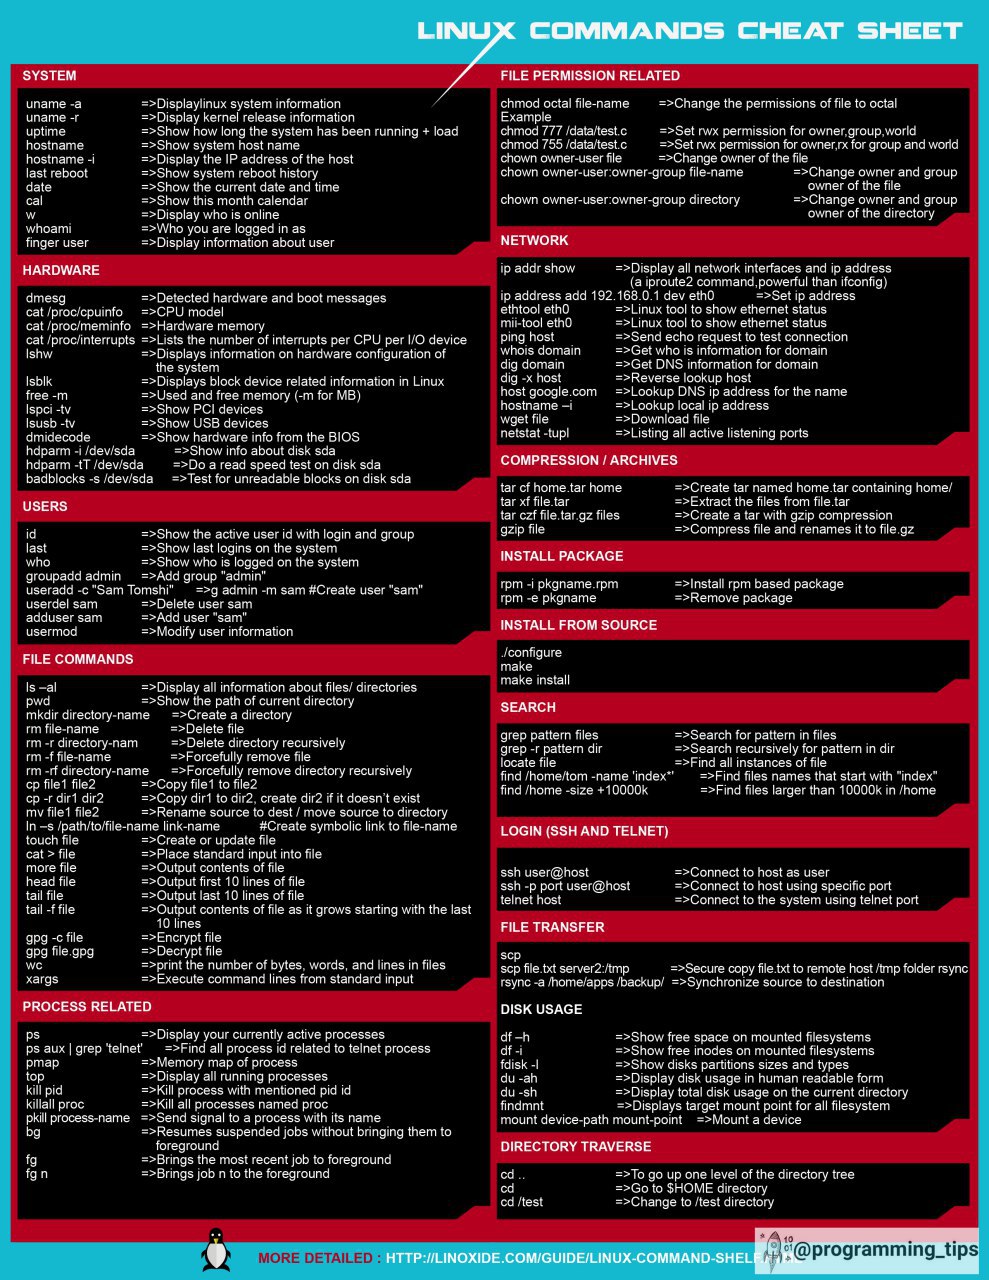 LINUX COMMANDS CHEAT SHEET
SYSTEM
uname -a =>Displaylinux system information
uname -r =>Display kernel release information
uptime =>Show how long the system has been running + load
hostname =>Show system host name
hostname -i =>Display the IP address of the host
last reboot =>Show system reboot history
date =>Show the current date and time
cal =>Show this month calendar
w =>Display who is online
whoami =>Who you are logged in as
finger user =>Display information about user
HARDWARE
dmesg =>Detected hardware and boot messages
cat /proc/cpuinfo =>CPU model
cat /proc/meminfo =>Hardware memory
cat /proc/interrupts =>Lists the number of interrupts per CPU per I/O device
lshw =>Displays information on hardware configuration of
the system
lsblk =>Displays block device related information in Linux
free -m =>Used and free memory (-m for MB)
lspci -tv =>Show PCI devices
lsusb -tv =>Show USB devices
dmidecode =>Show hardware info from the BIOS
hdparm -i /dev/sda =>Show info about disk sda
hdparm -tT /dev/sda =>Do a read speed test on disk sda
badblocks -s /dev/sda =>Test for unreadable blocks on disk sda
USERS
id =>Show the active user id with login and group
last =>Show last logins on the system
who =>Show who is logged on the system
groupadd admin =>Add group "admin"
useradd -c "Sam Tomshi" =>g admin -m sam #Create user "sam"
userdel sam =>Delete user sam
adduser sam =>Add user "sam"
usermod =>Modify user information
FILE COMMANDS
ls –al =>Display all information about files/ directories
pwd =>Show the path of current directory
mkdir directory-name =>Create a directory
rm file-name =>Delete file
rm -r directory-nam =>Delete directory recursively
rm -f file-name =>Forcefully remove file
rm -rf directory-name =>Forcefully remove directory recursively
cp file1 file2 =>Copy file1 to file2
cp -r dir1 dir2 =>Copy dir1 to dir2, create dir2 if it doesn't exist
mv file1 file2 =>Rename source to dest / move source to directory
ln –s /path/to/file-name link-name #Create symbolic link to file-name
touch file =>Create or update file
cat > file =>Place standard input into file
more file =>Output contents of file
head file =>Output first 10 lines of file
tail file =>Output last 10 lines of file
tail -f file =>Output contents of file as it grows starting with the last
10 lines
gpg -c file =>Encrypt file
gpg file.gpg =>Decrypt file
wc =>print the number of bytes, words, and lines in files
xargs =>Execute command lines from standard input
PROCESS RELATED
ps =>Display your currently active processes
ps aux | grep 'telnet' =>Find all process id related to telnet process
pmap =>Memory map of process
top =>Display all running processes
kill pid =>Kill process with mentioned pid id
killall proc =>Kill all processes named proc
pkill process-name =>Send signal to a process with its name
bg =>Resumes suspended jobs without bringing them to
foreground
fg =>Brings the most recent job to foreground
fg n =>Brings job n to the foreground
FILE PERMISSION RELATED
chmod octal file-name =>Change the permissions of file to octal
Example
chmod 777 /data/test.c =>Set rwx permission for owner,group,world
chmod 755 /data/test.c =>Set rwx permission for owner,rx for group and world
chown owner-user file =>Change owner of the file
chown owner-user:owner-group file-name =>Change owner and group
owner of the file
chown owner-user:owner-group directory =>Change owner and group
owner of the directory
NETWORK
ip addr show =>Display all network interfaces and ip address
(a iproute2 command,powerful than ifconfig)
ip address add 192.168.0.1 dev eth0 =>Set ip address
ethtool eth0 =>Linux tool to show ethernet status
mii-tool eth0 =>Linux tool to show ethernet status
ping host =>Send echo request to test connection
whois domain =>Get who is information for domain
dig domain =>Get DNS information for domain
dig -x host =>Reverse lookup host
host google.com =>Lookup DNS ip address for the name
hostname –i =>Lookup local ip address
wget file =>Download file
netstat -tupl =>Listing all active listening ports
COMPRESSION / ARCHIVES
tar cf home.tar home =>Create tar named home.tar containing home/
tar xf file.tar =>Extract the files from file.tar
tar czf file.tar.gz files =>Create a tar with gzip compression
gzip file =>Compress file and renames it to file.gz
INSTALL PACKAGE
rpm -i pkgname.rpm =>Install rpm based package
rpm -e pkgname =>Remove package
INSTALL FROM SOURCE
./configure
make
make install
SEARCH
grep pattern files =>Search for pattern in files
grep -r pattern dir =>Search recursively for pattern in dir
locate file =>Find all instances of file
find /home/tom -name 'index*' =>Find files names that start with "index"
find /home -size +10000k =>Find files larger than 10000k in /home
LOGIN (SSH AND TELNET)
ssh user@host =>Connect to host as user
ssh -p port user@host =>Connect to host using specific port
telnet host =>Connect to the system using telnet port
FILE TRANSFER
scp
scp file.txt server2:/tmp =>Secure copy file.txt to remote host /tmp folder rsync
rsync -a /home/apps /backup/ =>Synchronize source to destination
DISK USAGE
df –h =>Show free space on mounted filesystems
df -i =>Show free inodes on mounted filesystems
fdisk -l =>Show disks partitions sizes and types
du -ah =>Display disk usage in human readable form
du -sh =>Display total disk usage on the current directory
findmnt =>Displays target mount point for all filesystem
mount device-path mount-point =>Mount a device
DIRECTORY TRAVERSE
cd .. =>To go up one level of the directory tree
cd =>Go to $HOME directory
cd /test =>Change to /test directory
MORE DETAILED : HTTP://LINOXIDE.COM/GUIDE/LINUX-COMMAND-SHELF
@programming_tips